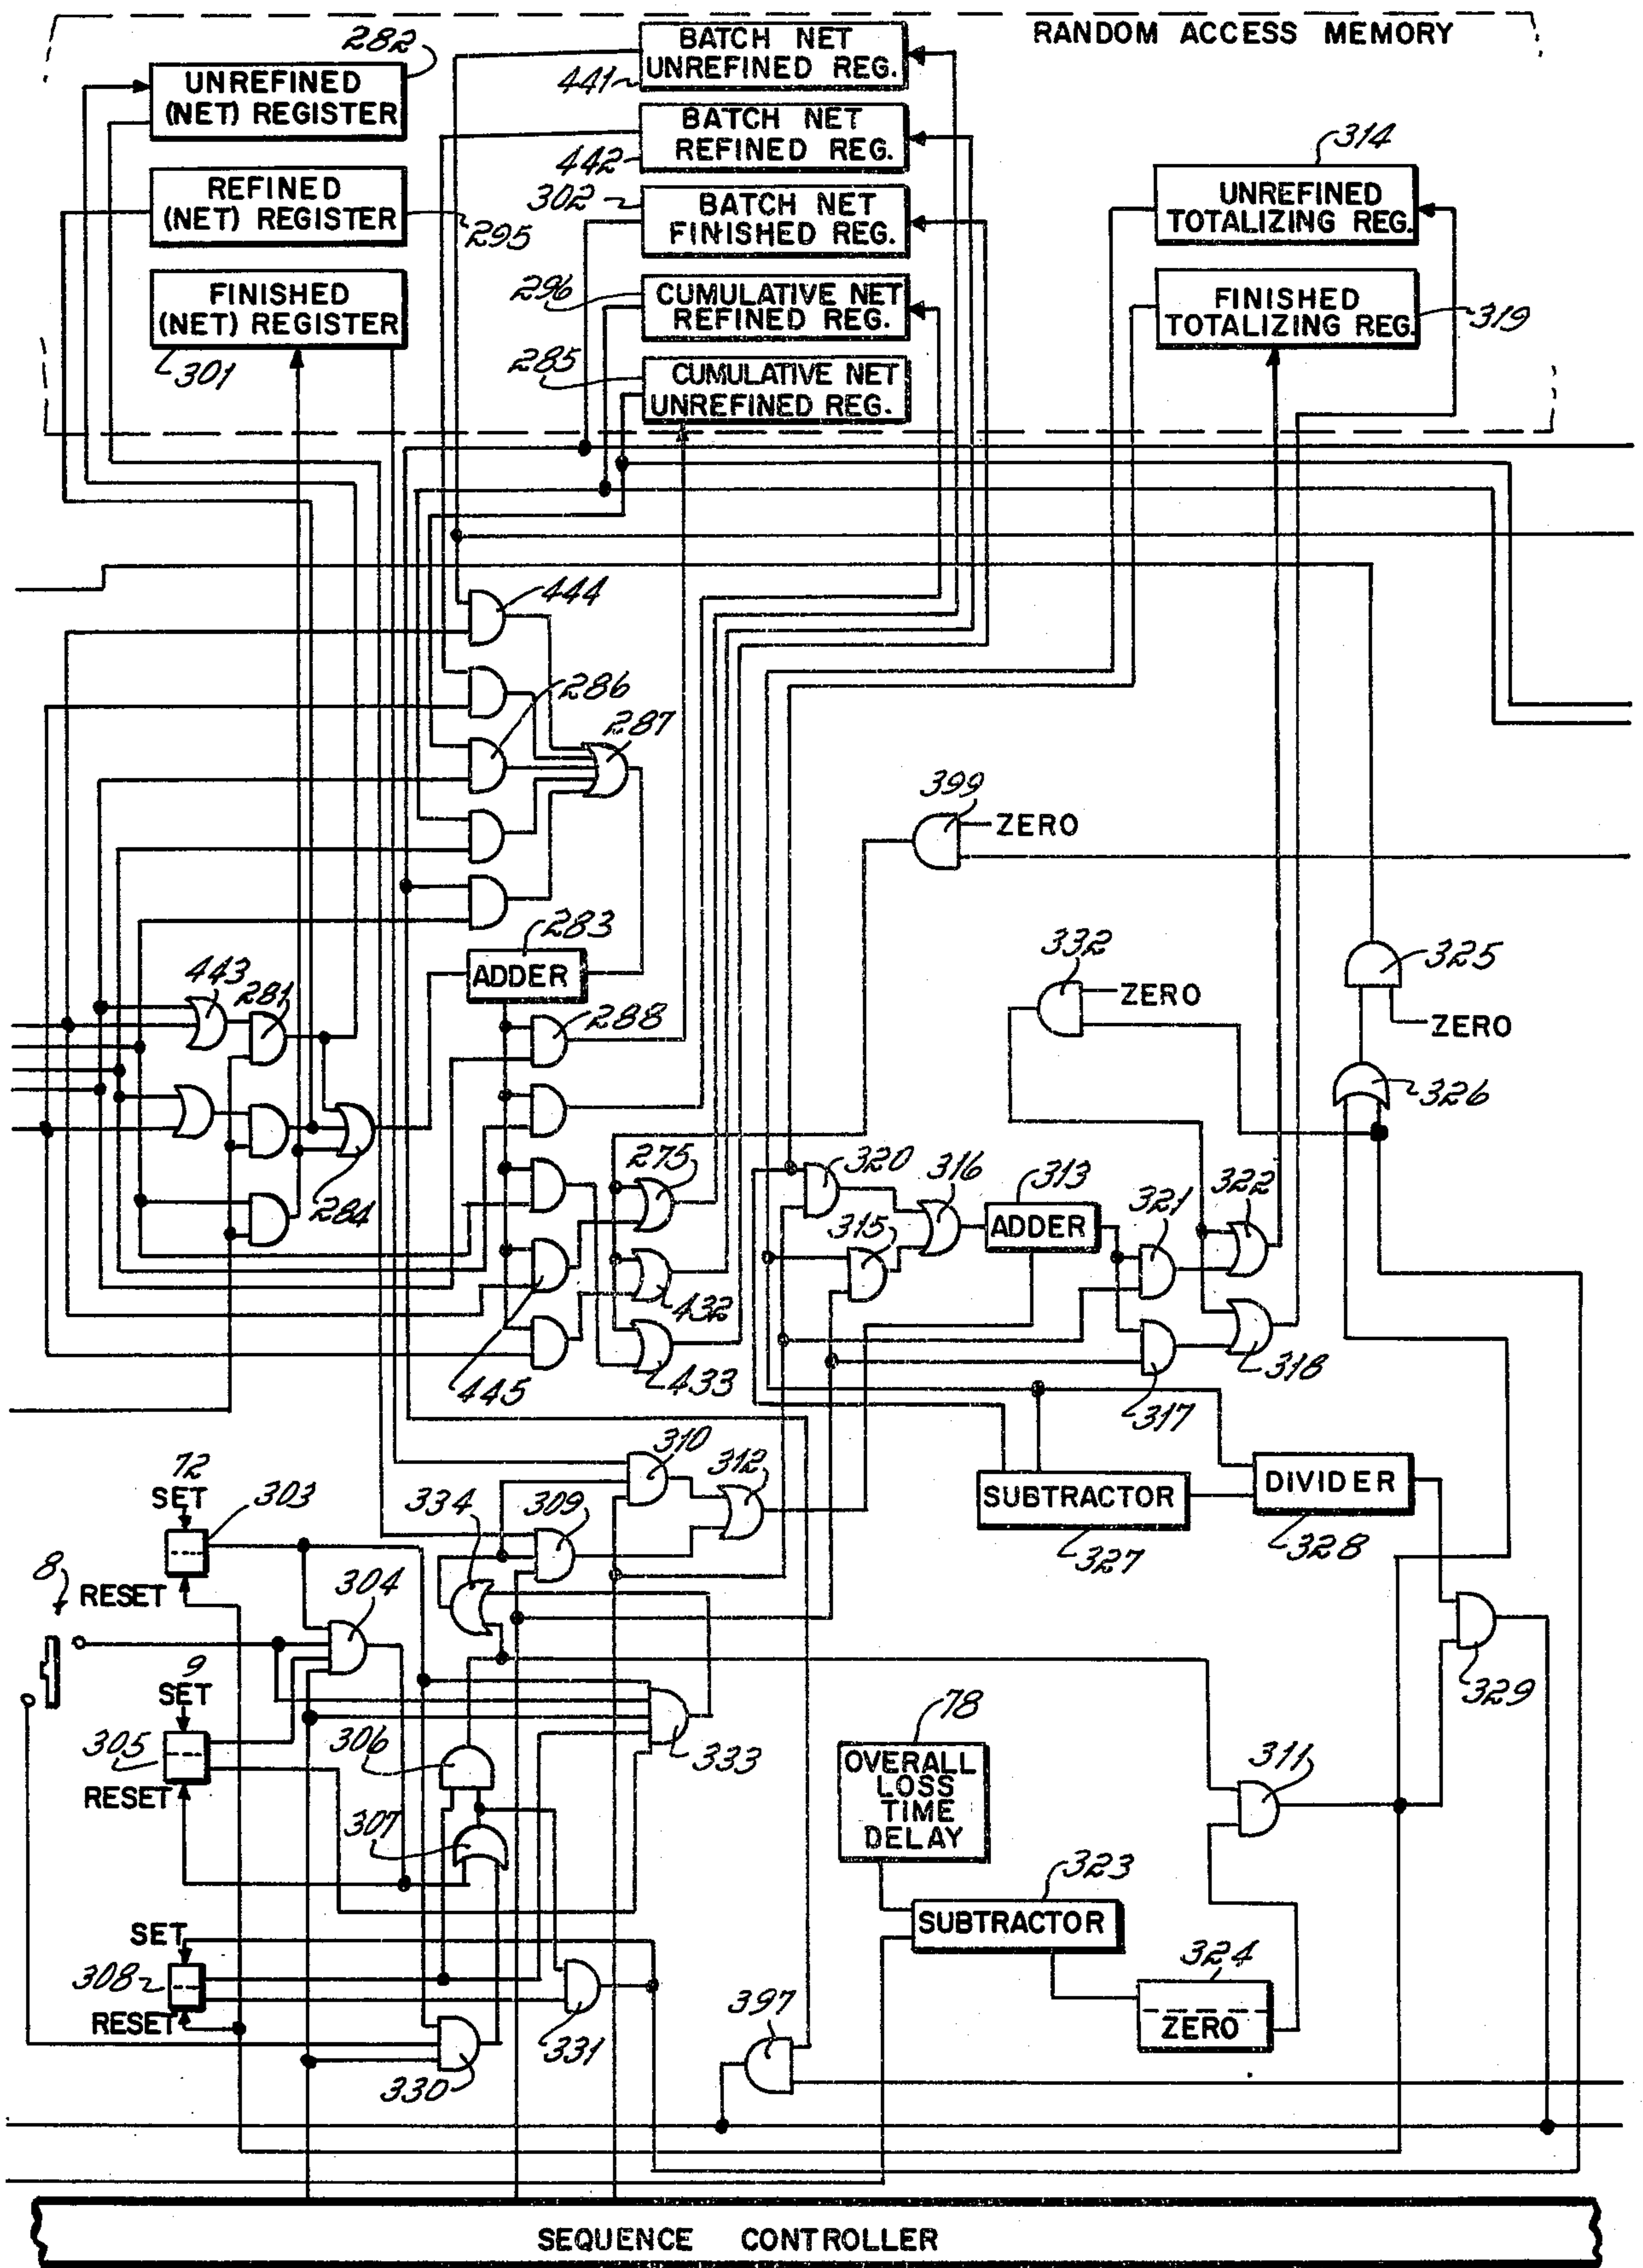 RANDOM ACCESS MEMORY
282
UNREFINED
(NET) REGISTER
REFINED
(NET) REGISTER
295
FINISHED
(NET) REGISTER
301
BATCH NET
UNREFINED REG.
441
BATCH NET
REFINED REG.
442
302
BATCH NET
FINISHED REG.
296
CUMULATIVE NET
REFINED REG.
285
CUMULATIVE NET
UNREFINED REG.
314
UNREFINED
TOTALIZING REG.
FINISHED
TOTALIZING REG.
319
444
286
287
399
ZERO
283
ADDER
332
ZERO
325
ZERO
443
281
288
326
284
275
320
316
313
ADDER
321
322
315
432
445
433
318
317
310
312
SUBTRACTOR
327
DIVIDER
328
72
SET
303
RESET
334
309
8
304
329
9
SET
305
RESET
306
333
307
78
OVERALL
LOSS
TIME
DELAY
311
323
SUBTRACTOR
SET
308
RESET
324
ZERO
397
331
330
SEQUENCE CONTROLLER